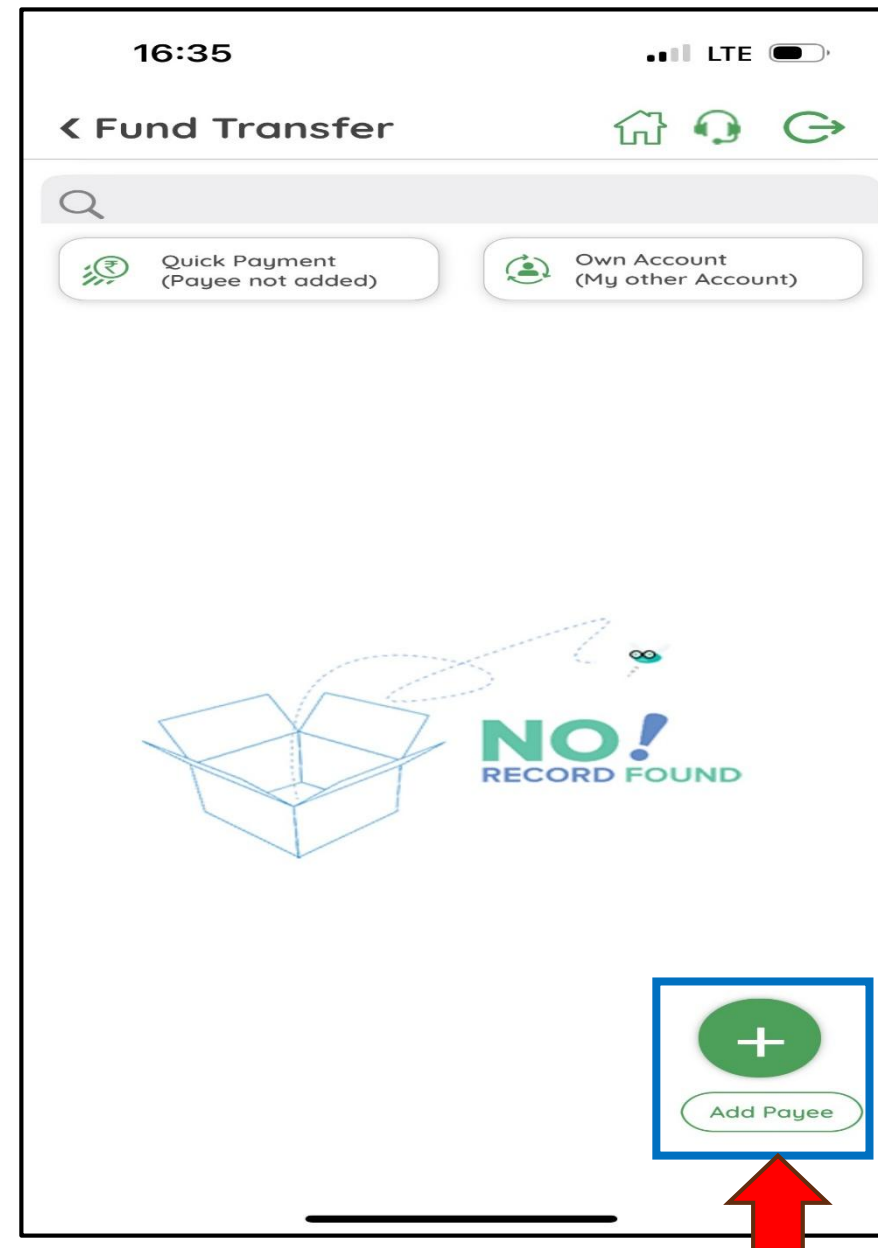 16:35 LTE
Fund Transfer
Quick Payment
(Payee not added)
Own Account
(My other Account)
NO!
RECORD FOUND
Add Payee